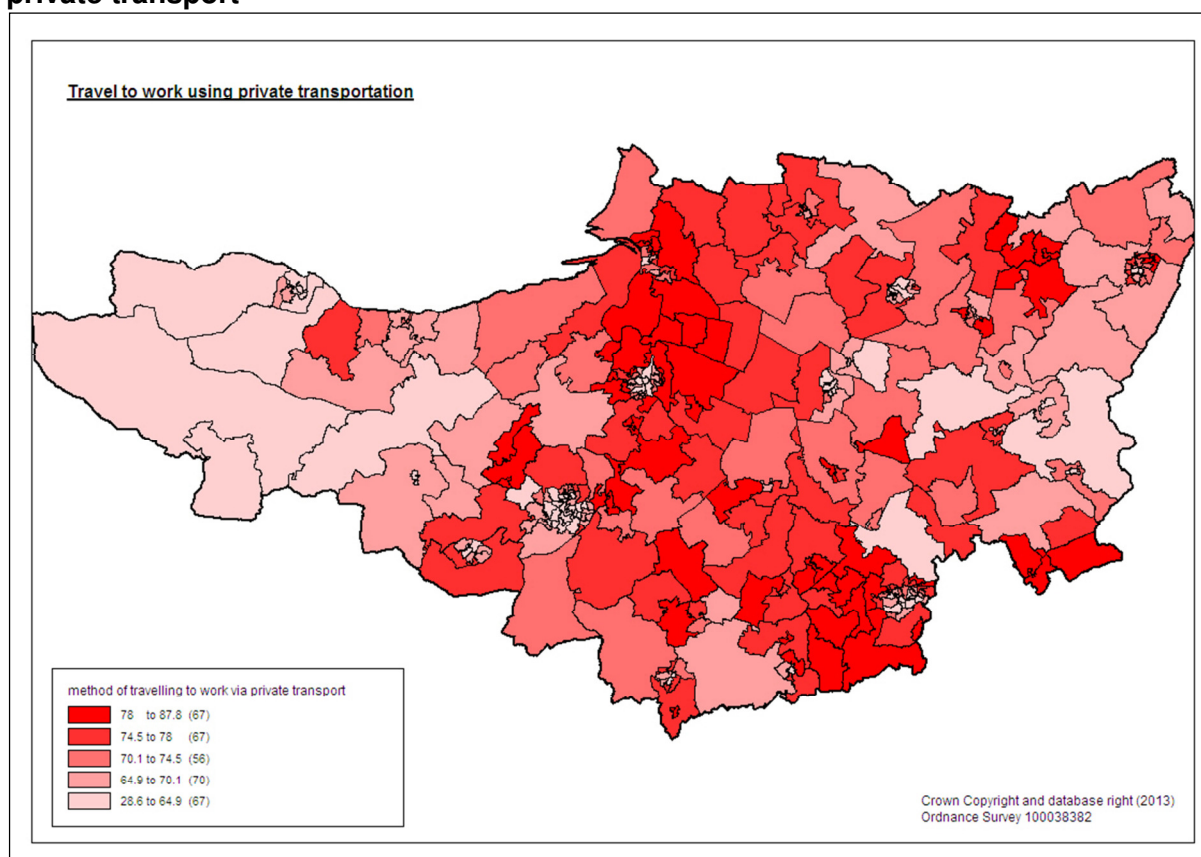 private transport
Travel to work using private transportation
method of travelling to work via private transport
78 to 87.8 (67)
74.5 to 78 (67)
70.1 to 74.5 (56)
64.9 to 70.1 (70)
28.6 to 64.9 (67)
Crown Copyright and database right (2013)
Ordnance Survey 100038382